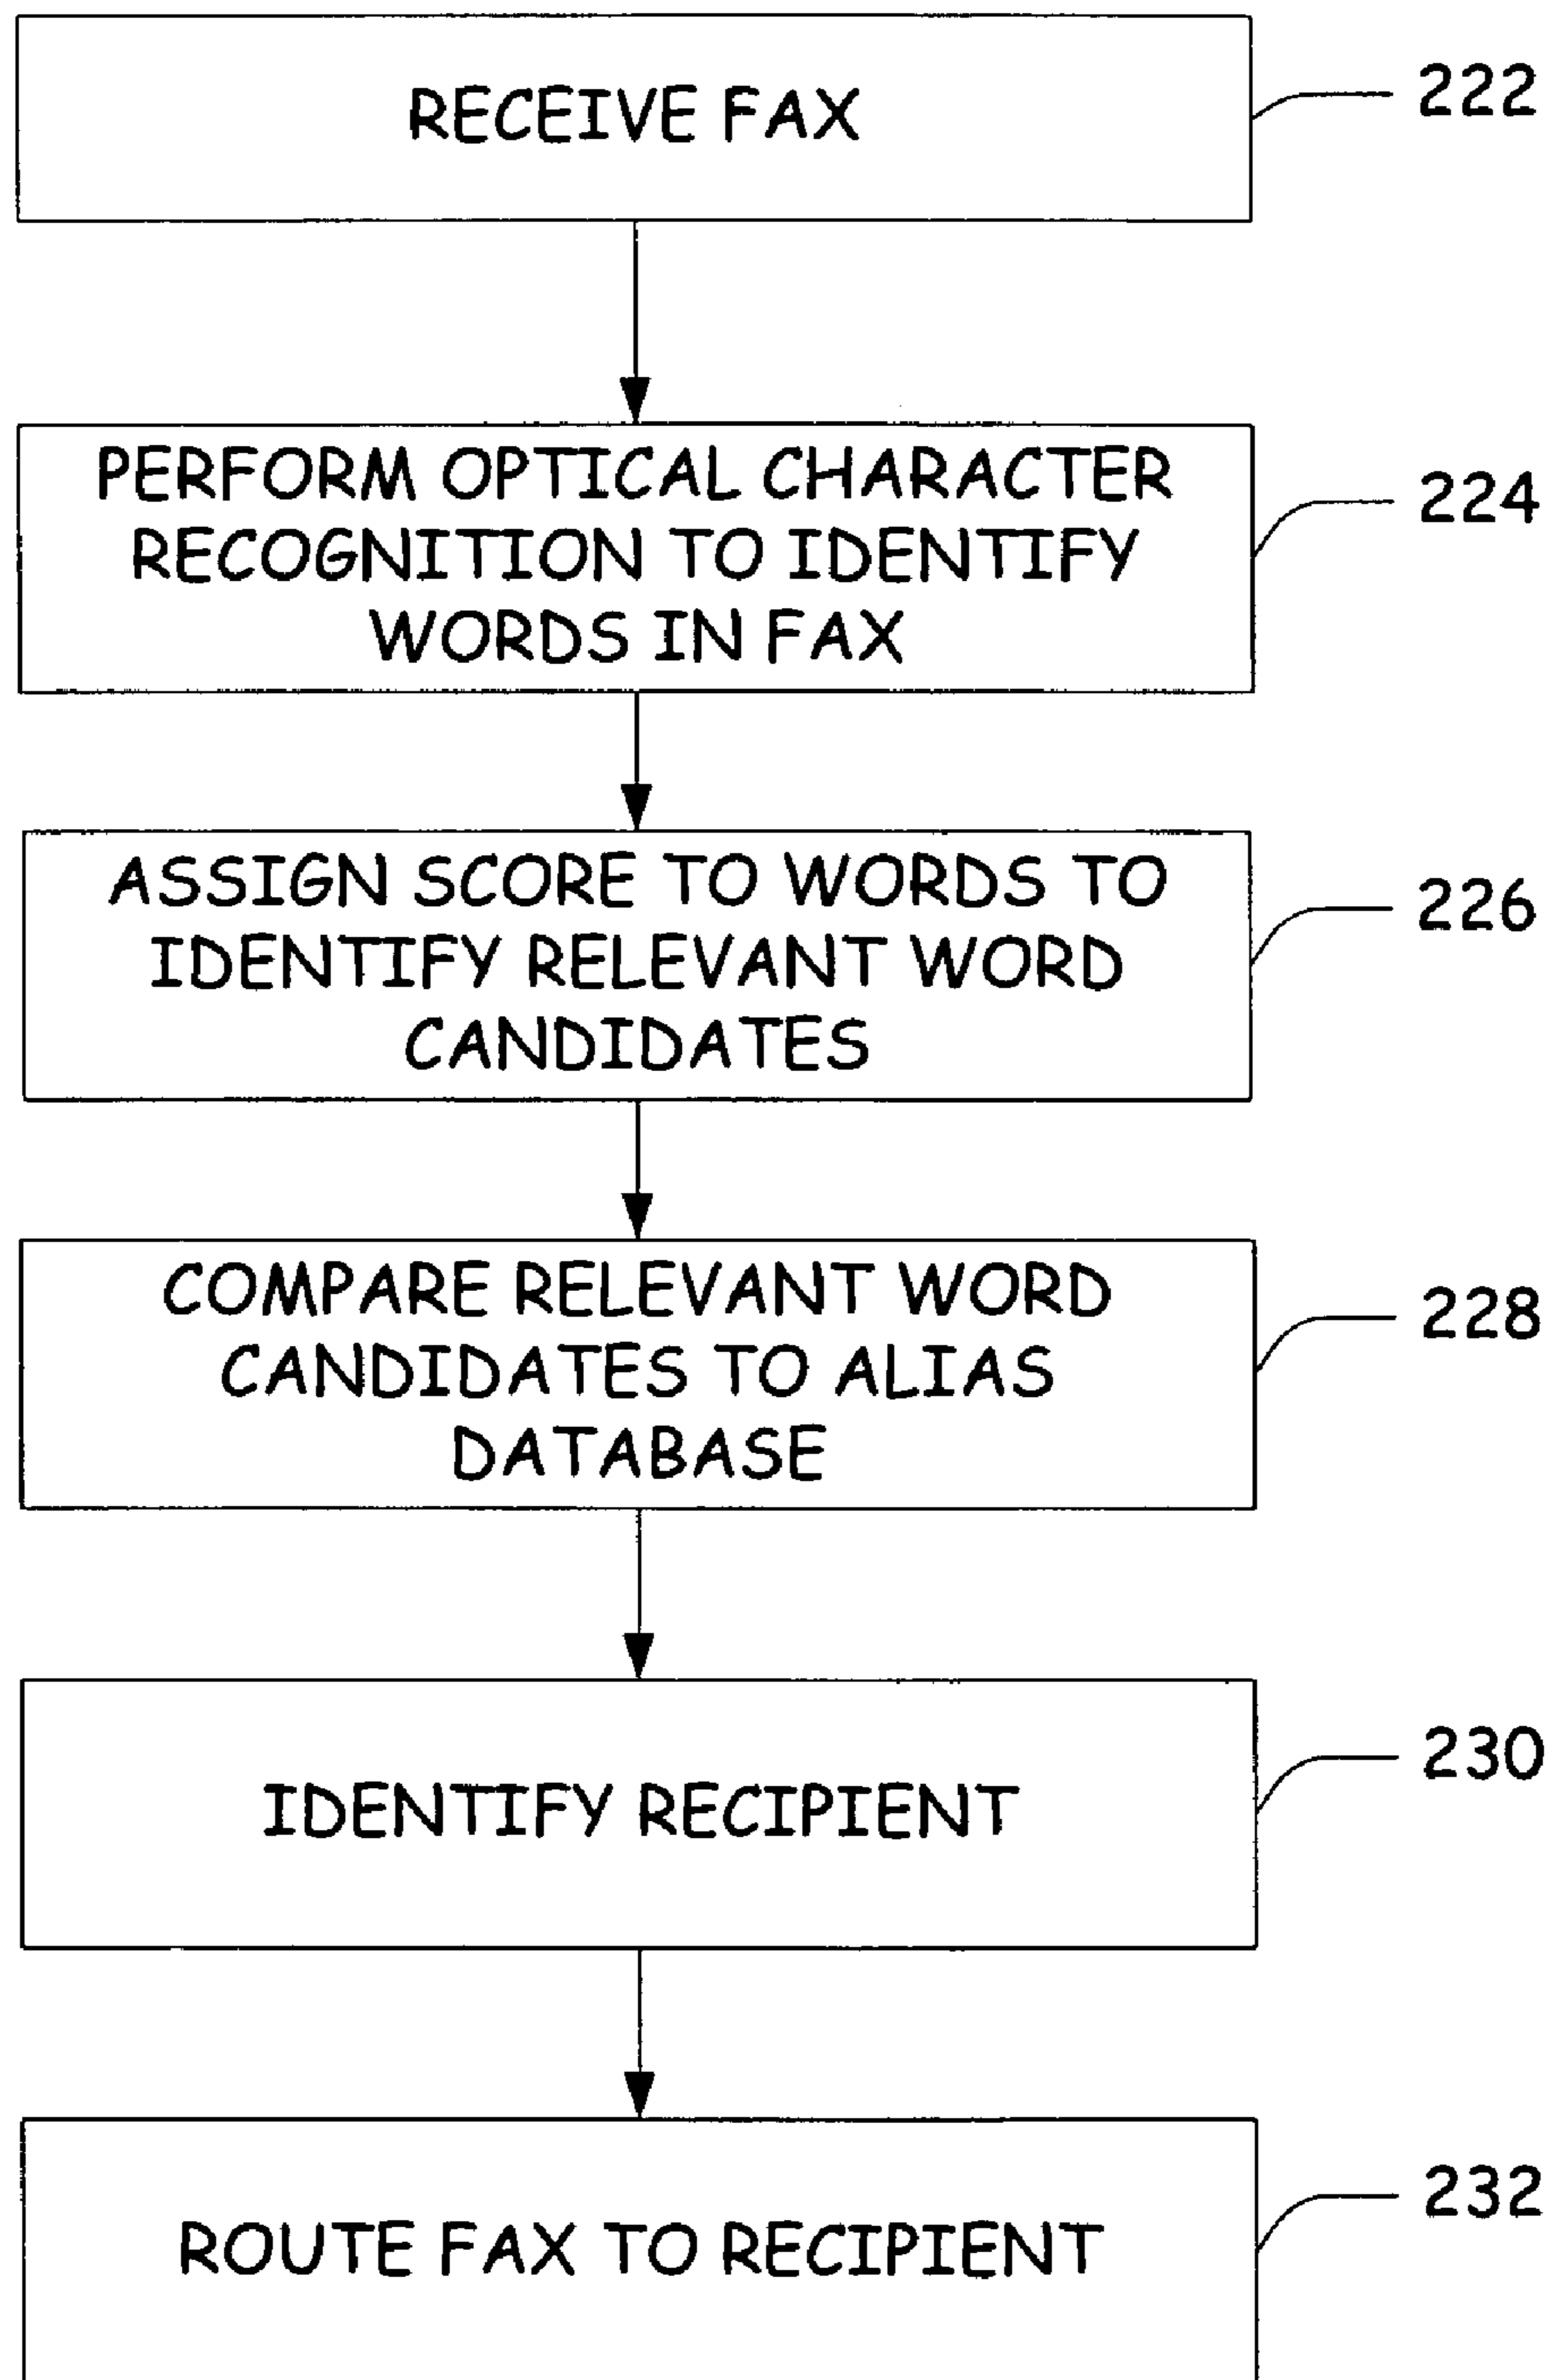 RECEIVE FAX
222
PERFORM OPTICAL CHARACTER
RECOGNITION TO IDENTIFY
WORDS IN FAX
224
ASSIGN SCORE TO WORDS TO
IDENTIFY RELEVANT WORD
CANDIDATES
226
COMPARE RELEVANT WORD
CANDIDATES TO ALIAS
DATABASE
228
IDENTIFY RECIPIENT
230
ROUTE FAX TO RECIPIENT
232